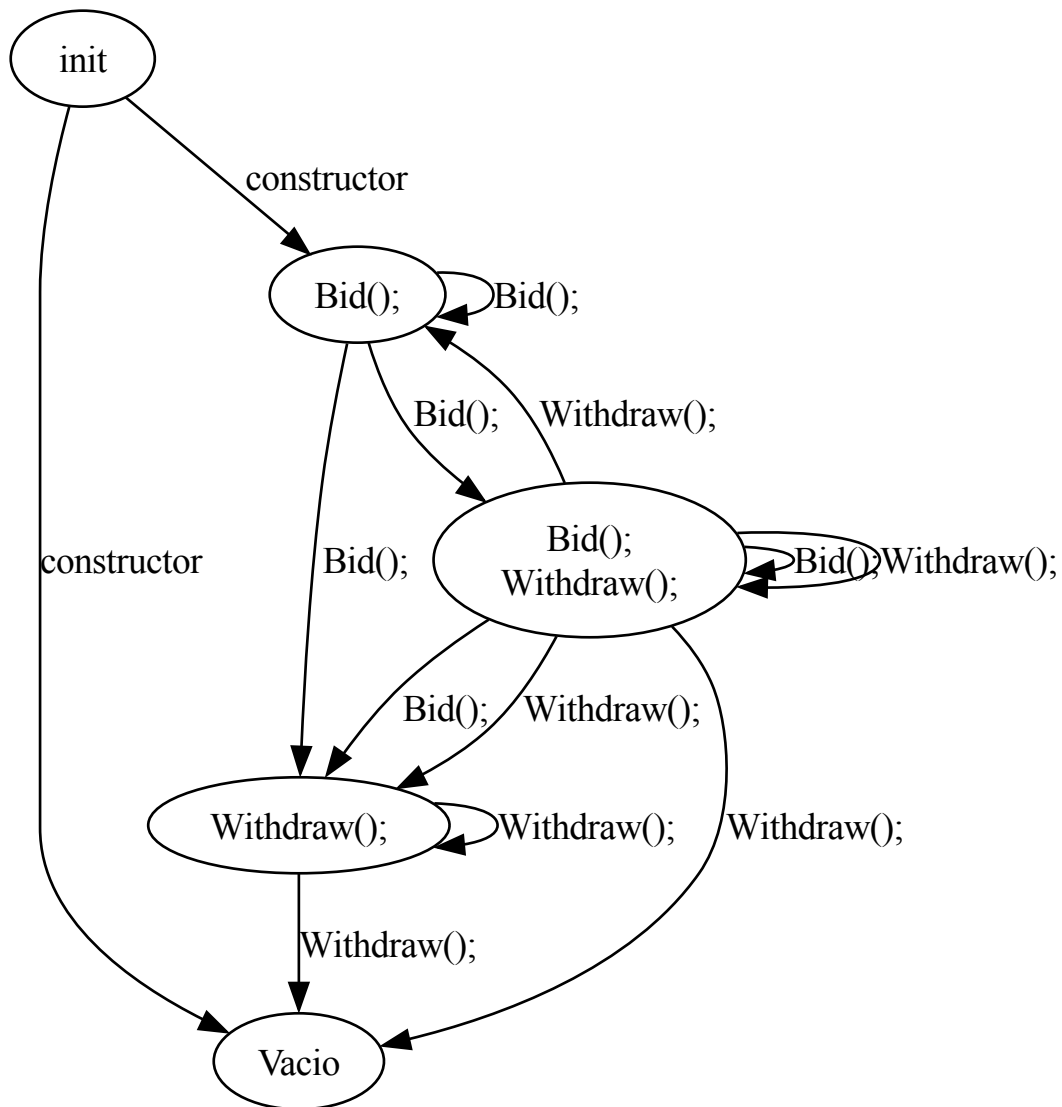 init
constructor
Bid();
Bid();
Bid();
Withdraw();
constructor
Bid();
Bid();
Withdraw();
Bid();
Withdraw();
Bid();
Withdraw();
Withdraw();
Withdraw();
Withdraw();
Withdraw();
Vacio